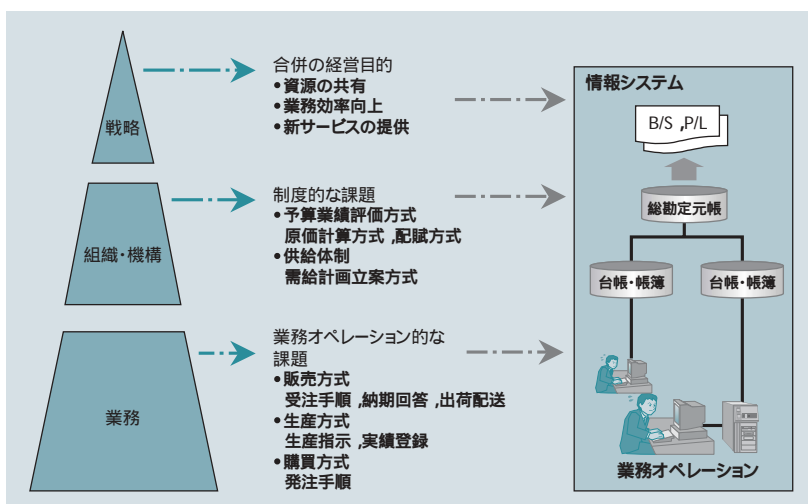 戦略
合併の経営目的
•資源の共有
•業務効率向上
•新サービスの提供
組織・機構
制度的な課題
•予算業績評価方式
原価計算方式,配賦方式
•供給体制
需給計画立案方式
業務
業務オペレーション的な
課題
•販売方式
受注手順,納期回答,出荷配送
•生産方式
生産指示,実績登録
•購買方式
発注手順
情報システム
B/S,P/L
総勘定元帳
台帳・帳簿
台帳・帳簿
業務オペレーション